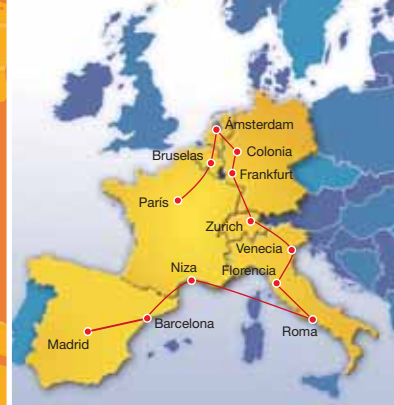 Ámsterdam
Bruselas
Colonia
Frankfurt
París
Zurich
Venecia
Niza
Florencia
Barcelona
Roma
Madrid